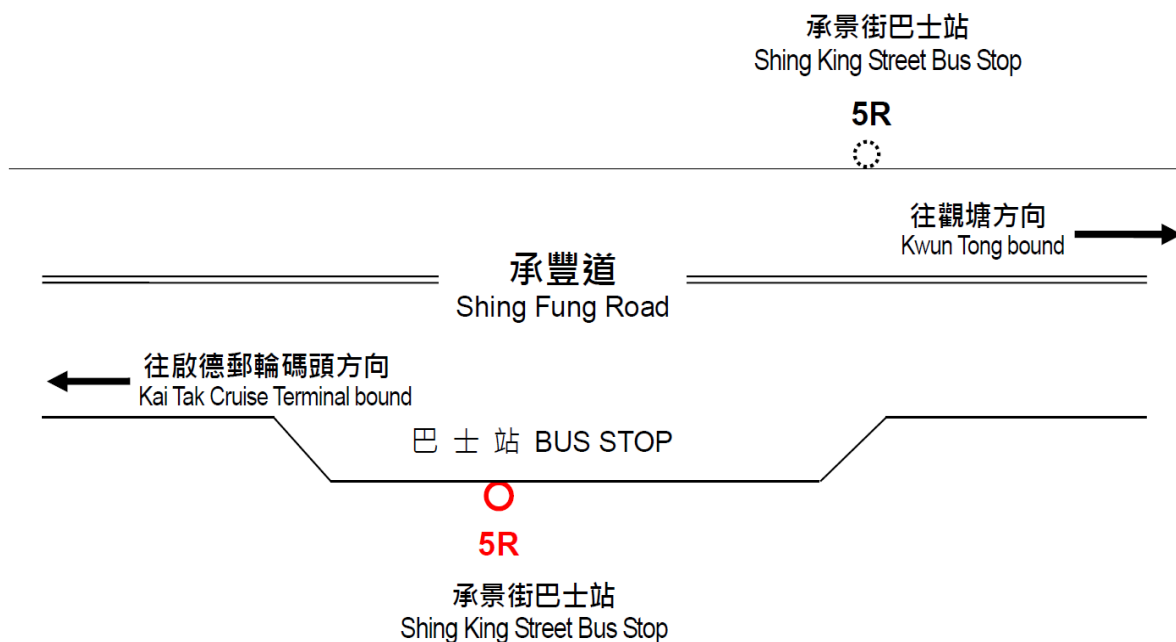 承景街巴士站
Shing King Street Bus Stop
5R
往觀塘方向
Kwun Tong bound
承豐道
Shing Fung Road
往啟德郵輪碼頭方向
Kai Tak Cruise Terminal bound
巴 士 站 BUS STOP
5R
承景街巴士站
Shing King Street Bus Stop